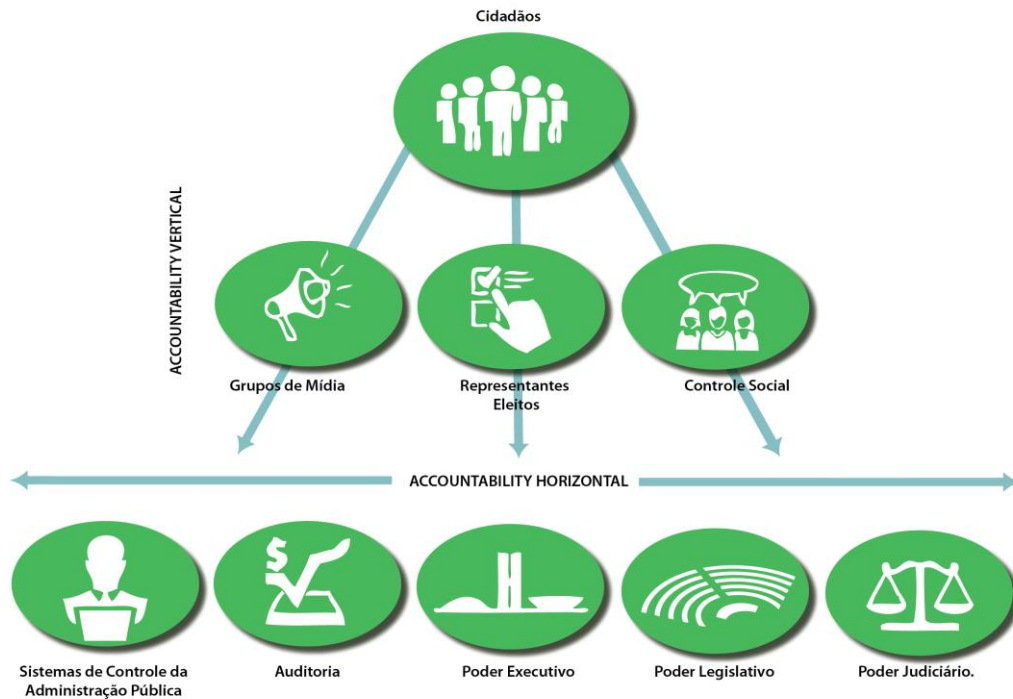 Cidadãos
ACCOUNTABILITY VERTICAL
Grupos de Mídia
Representantes
Eleitos
Controle Social
ACCOUNTABILITY HORIZONTAL
Sistemas de Controle da
Administração Pública
Auditoria
Poder Executivo
Poder Legislativo
Poder Judiciário.